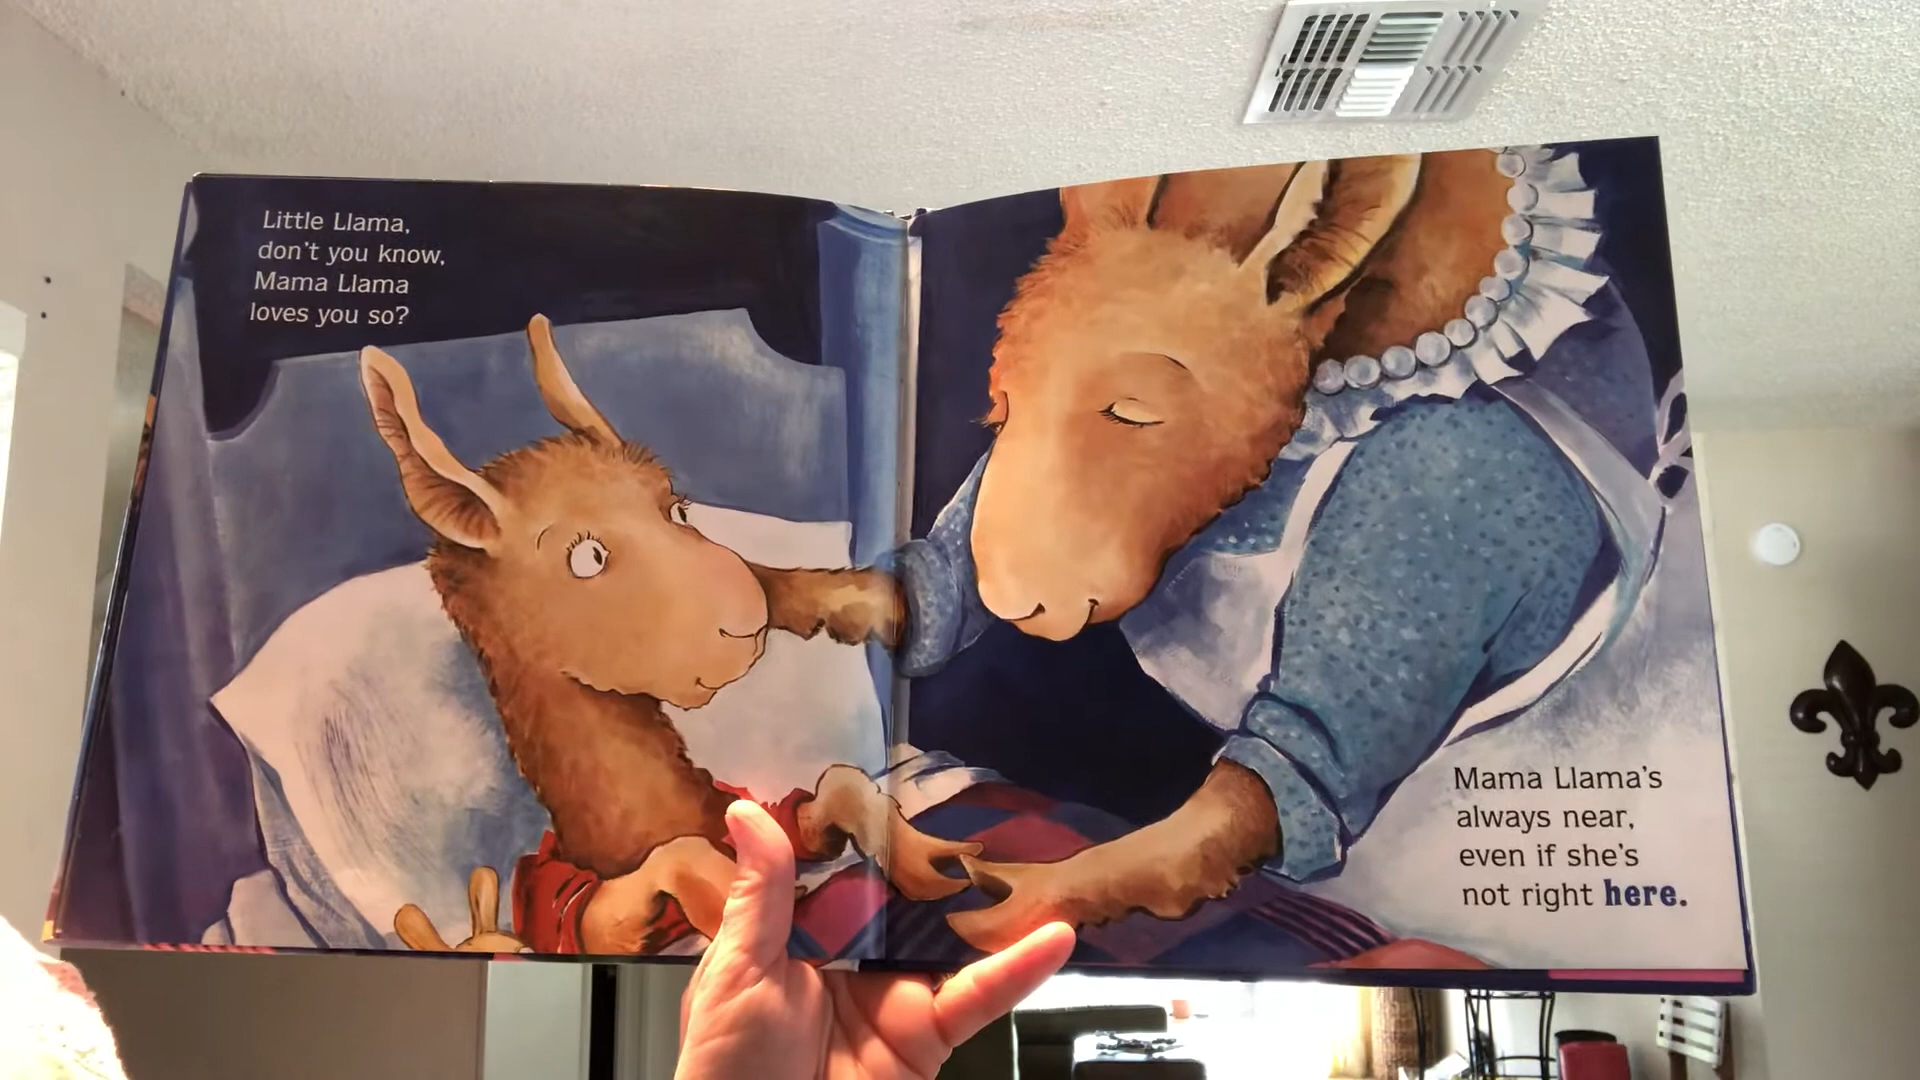 Little Llama,
don't you know,
Mama Llama
loves you so?
Mama Llama's
always near,
even if she's
not right here.